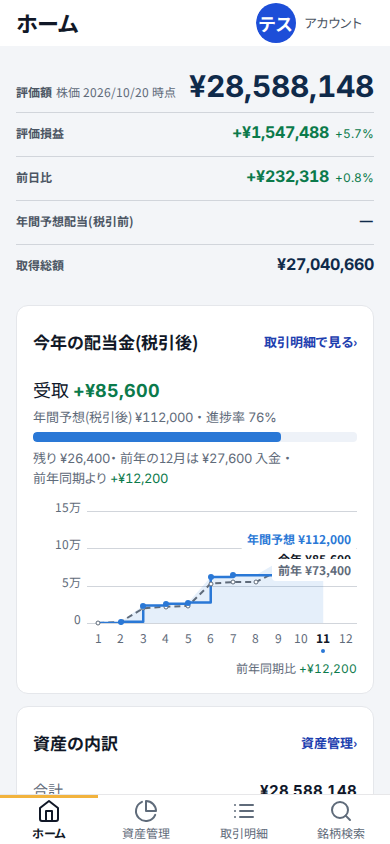 ホーム
テス アカウント
評価額 株価 2026/10/20 時点 ¥28,588,148
評価損益 +¥1,547,488 +5.7%
前日比 +¥232,318 +0.8%
年間予想配当(税引前) —
取得総額 ¥27,040,660
今年の配当金(税引後) 取引明細で見る›
受取 +¥85,600
年間予想(税引後) ¥112,000・進捗率 76%
残り ¥26,400・前年の12月は ¥27,600 入金・
前年同期より +¥12,200
15万
10万
5万
0
年間予想 ¥112,000
今年 ¥85,600
前年 ¥73,400
1 2 3 4 5 6 7 8 9 10 11 12
前年同期比 +¥12,200
資産の内訳 資産管理›
合計 ¥28,588,148
ホーム 資産管理 取引明細 銘柄検索